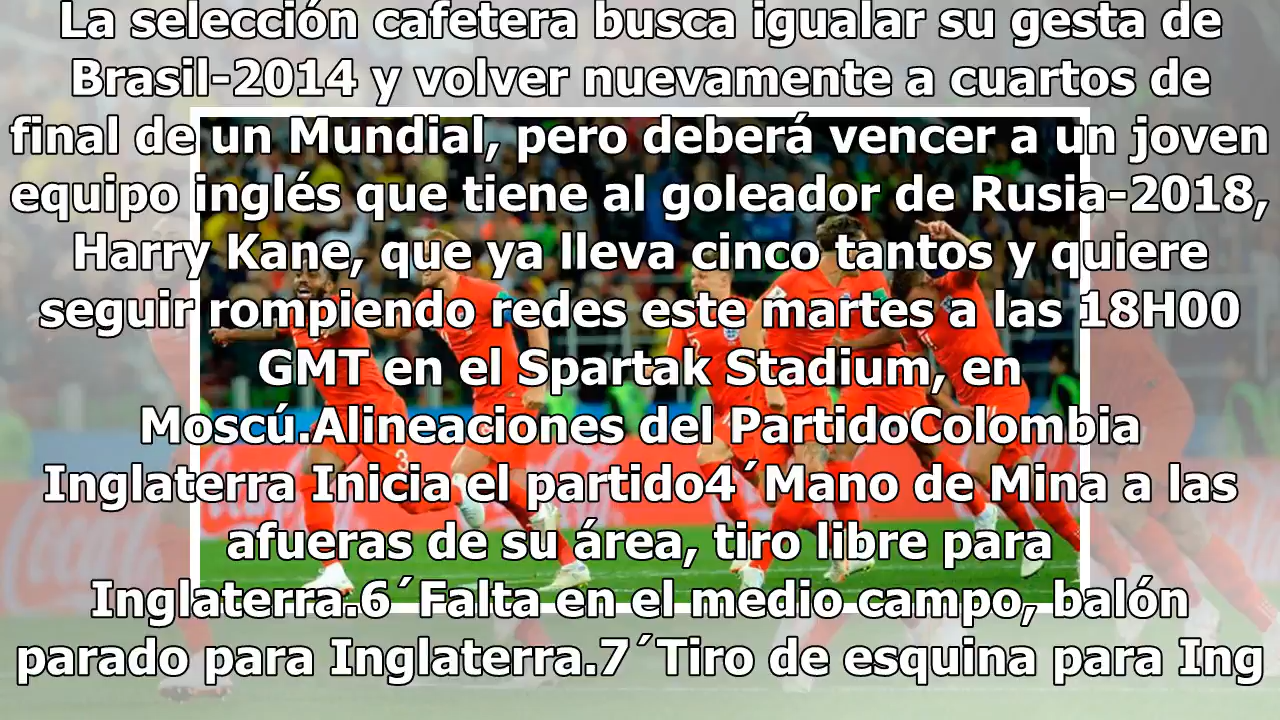 La selección cafetera busca igualar su gesta de
Brasil-2014 y volver nuevamente a cuartos de
final de un Mundial, pero deberá vencer a un joven
equipo inglés que tiene al goleador de Rusia-2018,
Harry Kane, que ya lleva cinco tantos y quiere
seguir rompiendo redes este martes a las 18H00
GMT en el Spartak Stadium, en
Moscú.Alineaciones del PartidoColombia
Inglaterra Inicia el partido4´Mano de Mina a las
afueras de su área, tiro libre para
Inglaterra.6´Falta en el medio campo, balón
parado para Inglaterra.7´Tiro de esquina para Ing
3